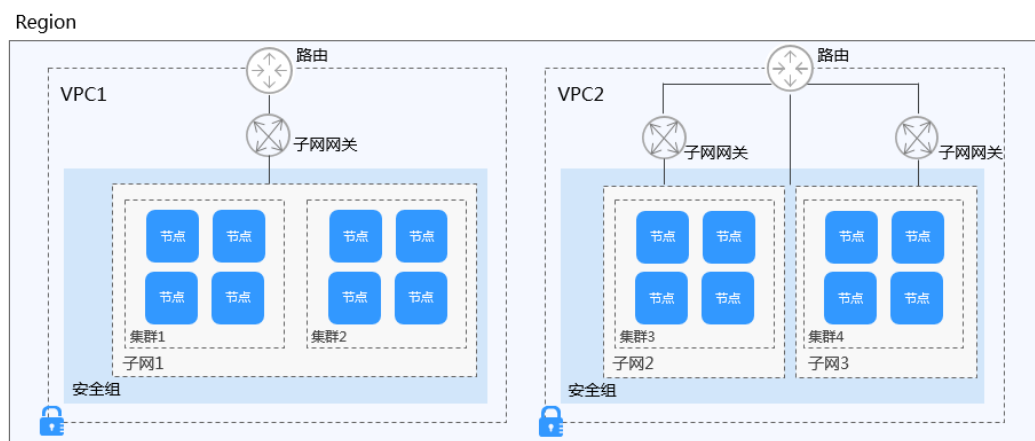 Region
路由
VPC1
子网网关
节点 节点 节点 节点
节点 节点 节点 节点
集群1 集群2
子网1
安全组
路由
VPC2
子网网关 子网网关
节点 节点 节点 节点
节点 节点 节点 节点
集群3 集群4
子网2 子网3
安全组